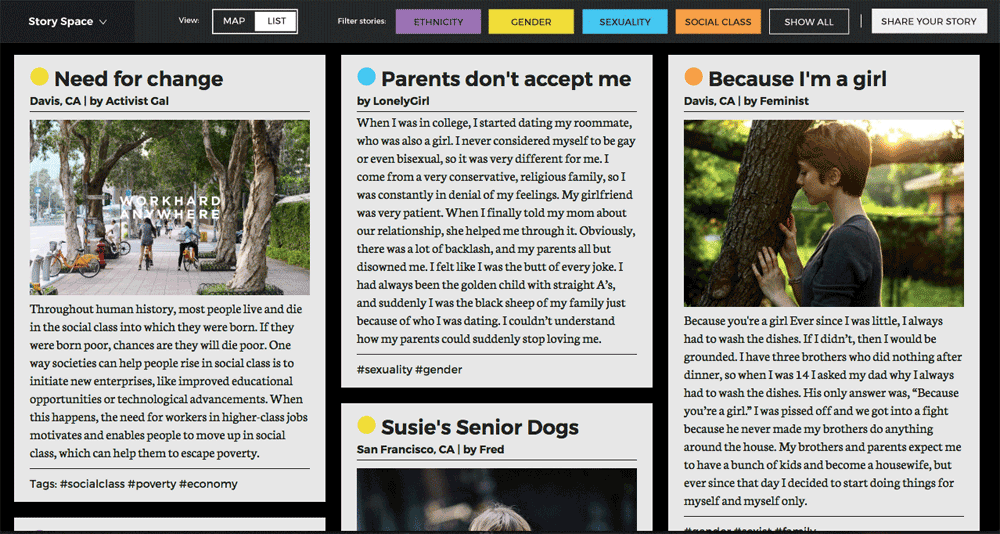 Story Space
View:
MAP
LIST
Filter stories:
ETHNICITY
GENDER
SEXUALITY
SOCIAL CLASS
SHOW ALL
SHARE YOUR STORY
Need for change
Davis, CA | by Activist Gal
WORKHARD
ANYWHERE
Throughout human history, most people live and die
in the social class into which they were born. If they
were born poor, chances are they will die poor. One
way societies can help people rise in social class is to
initiate new enterprises, like improved educational
opportunities or technological advancements. When
this happens, the need for workers in higher-class jobs
motivates and enables people to move up in social
class, which can help them to escape poverty.
Tags: #socialclass #poverty #economy
Parents don't accept me
by LonelyGirl
When I was in college, I started dating my roommate,
who was also a girl. I never considered myself to be gay
or even bisexual, so it was very different for me. I
come from a very conservative, religious family, so I
was constantly in denial of my feelings. My girlfriend
was very patient. When I finally told my mom about
our relationship, she helped me through it. Obviously,
there was a lot of backlash, and my parents all but
disowned me. I felt like I was the butt of every joke. I
had always been the golden child with straight A’s,
and suddenly I was the black sheep of my family just
because of who I was dating. I couldn’t understand
how my parents could suddenly stop loving me.
#sexuality #gender
Susie's Senior Dogs
San Francisco, CA | by Fred
Because I'm a girl
Davis, CA | by Feminist
Because you're a girl Ever since I was little, I always
had to wash the dishes. If I didn’t, then I would be
grounded. I have three brothers who did nothing after
dinner, so when I was 14 I asked my dad why I always
had to wash the dishes. His only answer was, “Because
you’re a girl.” I was pissed off and we got into a fight
because he never made my brothers do anything
around the house. My brothers and parents expect me
to have a bunch of kids and become a housewife, but
ever since that day I decided to start doing things for
myself and myself only.
#gender #sexist #family